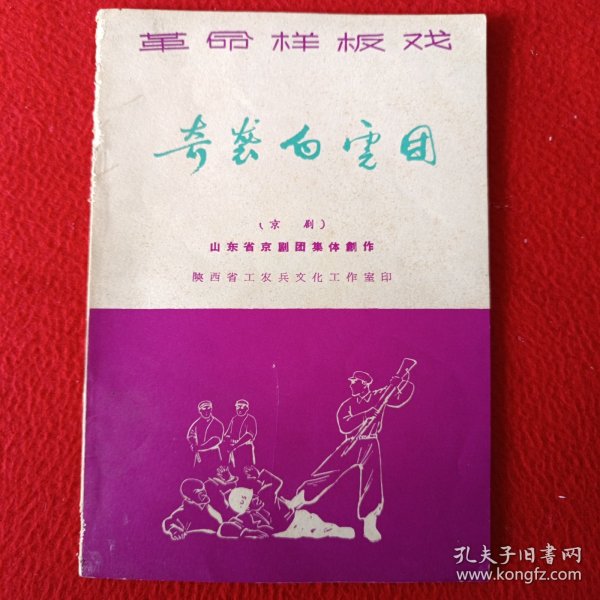 革命样板戏
奇袭白虎团
(京 剧)
山东省京剧团集体創作
陝西省工农兵文化工作室印
孔夫子旧书网
www.kongfz.com